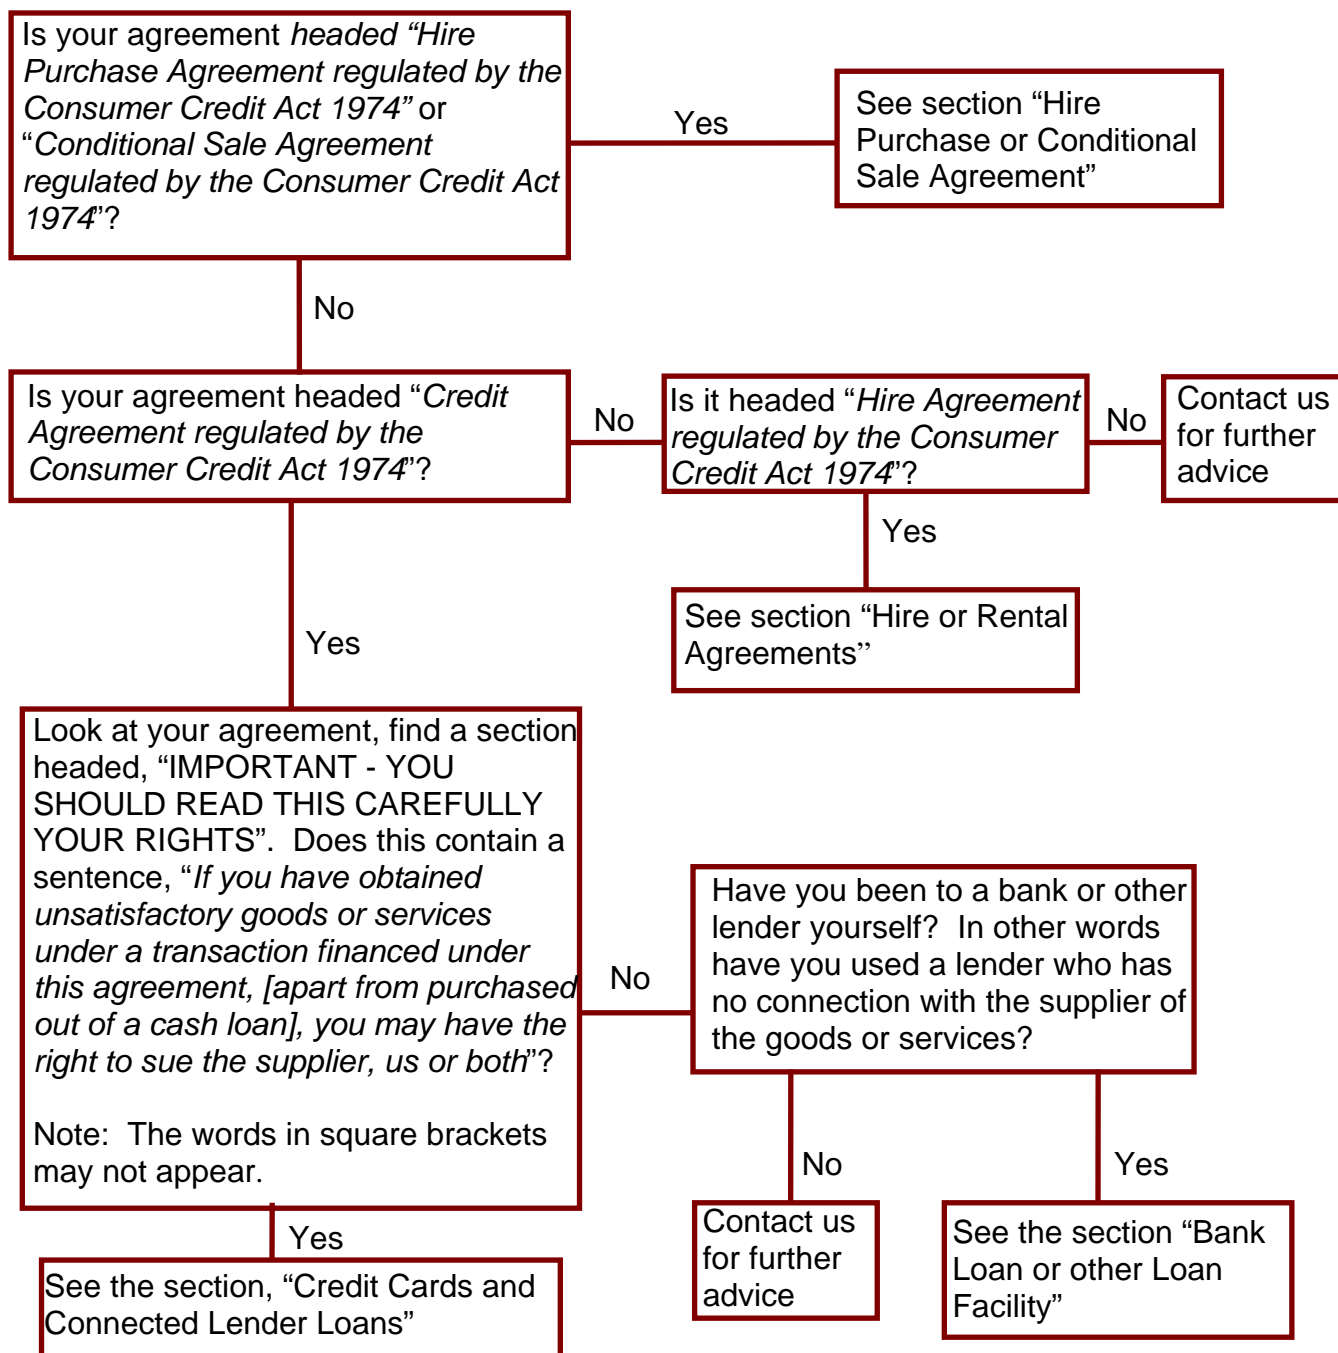 Is your agreement headed “Hire
Purchase Agreement regulated by the
Consumer Credit Act 1974” or
“Conditional Sale Agreement
regulated by the Consumer Credit Act
1974”?
Yes
See section “Hire
Purchase or Conditional
Sale Agreement”
No
Is your agreement headed “Credit
Agreement regulated by the
Consumer Credit Act 1974”?
No
Is it headed “Hire Agreement
regulated by the Consumer
Credit Act 1974”?
No
Contact us
for further
advice
Yes
See section “Hire or Rental
Agreements”
Yes
Look at your agreement, find a section
headed, “IMPORTANT - YOU
SHOULD READ THIS CAREFULLY
YOUR RIGHTS”. Does this contain a
sentence, “If you have obtained
unsatisfactory goods or services
under a transaction financed under
this agreement, [apart from purchased
out of a cash loan], you may have the
right to sue the supplier, us or both”?
Note: The words in square brackets
may not appear.
No
Have you been to a bank or other
lender yourself? In other words
have you used a lender who has
no connection with the supplier of
the goods or services?
No
Contact us
for further
advice
Yes
See the section “Bank
Loan or other Loan
Facility”
Yes
See the section, “Credit Cards and
Connected Lender Loans”